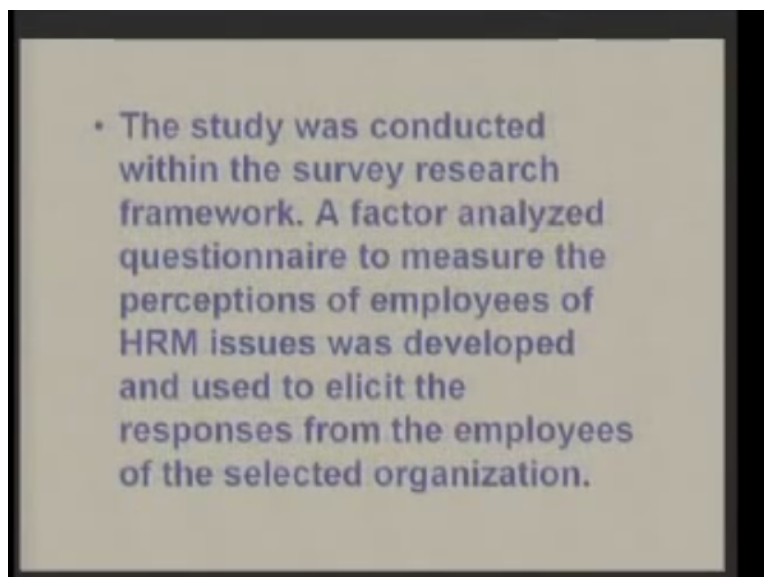 • The study was conducted
within the survey research
framework. A factor analyzed
questionnaire to measure the
perceptions of employees of
HRM issues was developed
and used to elicit the
responses from the employees
of the selected organization.